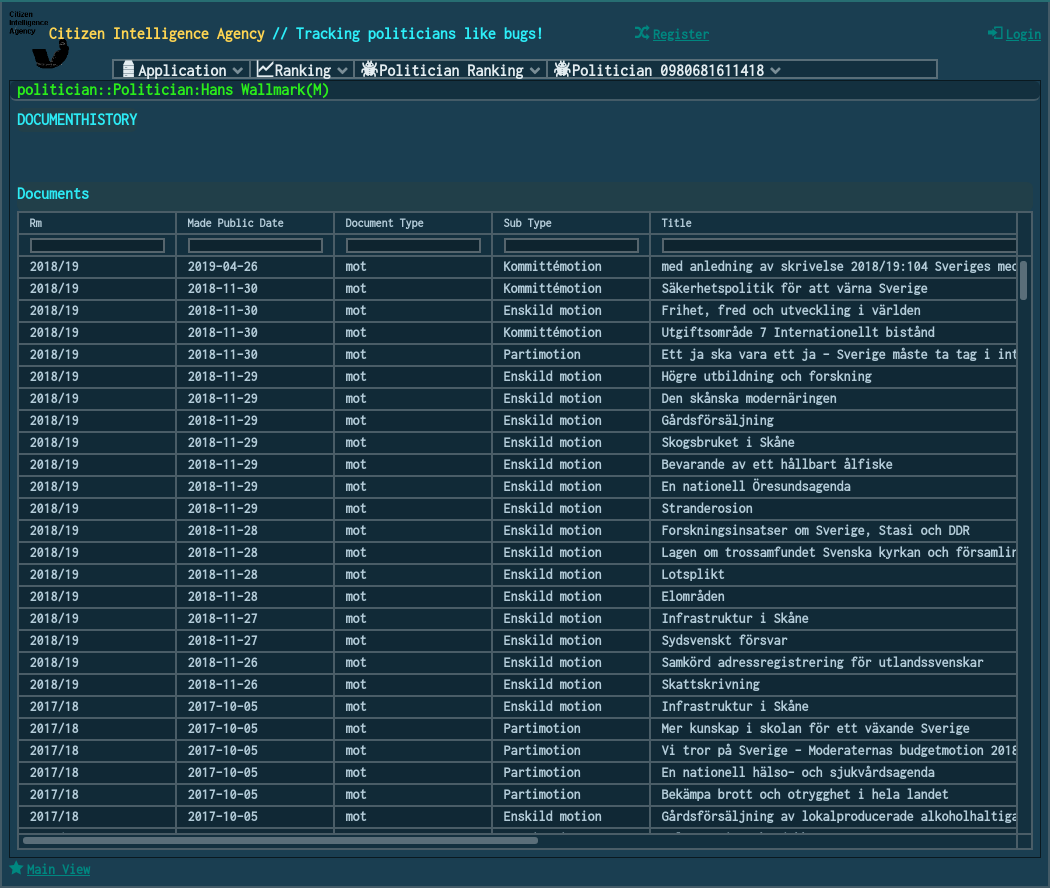 Citizen
Intelligence
Agency
Citizen Intelligence Agency // Tracking politicians like bugs!
Register
Login
Application
Ranking
Politician Ranking
Politician 0980681611418
politician::Politician:Hans Wallmark(M)
DOCUMENTHISTORY
Documents
Rm Made Public Date Document Type Sub Type Title
2018/19 2019-04-26 mot Kommittémotion med anledning av skrivelse 2018/19:104 Sveriges med
2018/19 2018-11-30 mot Kommittémotion Säkerhetspolitik för att värna Sverige
2018/19 2018-11-30 mot Enskild motion Frihet, fred och utveckling i världen
2018/19 2018-11-30 mot Kommittémotion Utgiftsområde 7 Internationellt bistånd
2018/19 2018-11-30 mot Partimotion Ett ja ska vara ett ja – Sverige måste ta tag i int
2018/19 2018-11-29 mot Enskild motion Högre utbildning och forskning
2018/19 2018-11-29 mot Enskild motion Den skånska modernäringen
2018/19 2018-11-29 mot Enskild motion Gårdsförsäljning
2018/19 2018-11-29 mot Enskild motion Skogsbruket i Skåne
2018/19 2018-11-29 mot Enskild motion Bevarande av ett hållbart ålfiske
2018/19 2018-11-29 mot Enskild motion En nationell Öresundsagenda
2018/19 2018-11-29 mot Enskild motion Stranderosion
2018/19 2018-11-28 mot Enskild motion Forskningsinsatser om Sverige, Stasi och DDR
2018/19 2018-11-28 mot Enskild motion Lagen om trossamfundet Svenska kyrkan och församlin
2018/19 2018-11-28 mot Enskild motion Lotsplikt
2018/19 2018-11-28 mot Enskild motion Elområden
2018/19 2018-11-27 mot Enskild motion Infrastruktur i Skåne
2018/19 2018-11-27 mot Enskild motion Sydsvenskt försvar
2018/19 2018-11-26 mot Enskild motion Samkörd adressregistrering för utlandssvenskar
2018/19 2018-11-26 mot Enskild motion Skattskrivning
2017/18 2017-10-05 mot Enskild motion Infrastruktur i Skåne
2017/18 2017-10-05 mot Partimotion Mer kunskap i skolan för ett växande Sverige
2017/18 2017-10-05 mot Partimotion Vi tror på Sverige – Moderaternas budgetmotion 2018
2017/18 2017-10-05 mot Partimotion En nationell hälso- och sjukvårdsagenda
2017/18 2017-10-05 mot Partimotion Bekämpa brott och otrygghet i hela landet
2017/18 2017-10-05 mot Enskild motion Gårdsförsäljning av lokalproducerade alkoholhaltiga
Main View